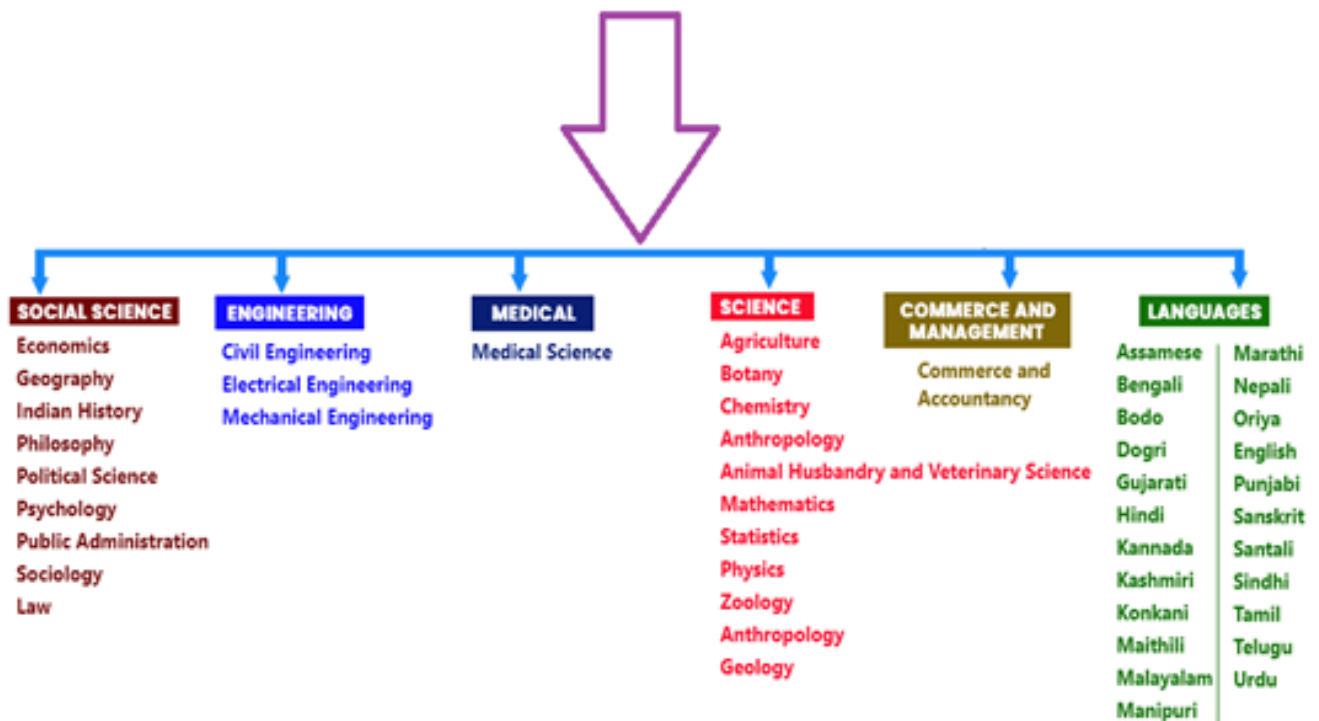 SOCIAL SCIENCE
Economics
Geography
Indian History
Philosophy
Political Science
Psychology
Public Administration
Sociology
Law
ENGINEERING
Civil Engineering
Electrical Engineering
Mechanical Engineering
MEDICAL
Medical Science
SCIENCE
Agriculture
Botany
Chemistry
Anthropology
Animal Husbandry and Veterinary Science
Mathematics
Statistics
Physics
Zoology
Anthropology
Geology
COMMERCE AND
MANAGEMENT
Commerce and
Accountancy
LANGUAGES
Assamese
Bengali
Bodo
Dogri
Gujarati
Hindi
Kannada
Kashmiri
Konkani
Maithili
Malayalam
Manipuri
Marathi
Nepali
Oriya
English
Punjabi
Sanskrit
Santali
Sindhi
Tamil
Telugu
Urdu